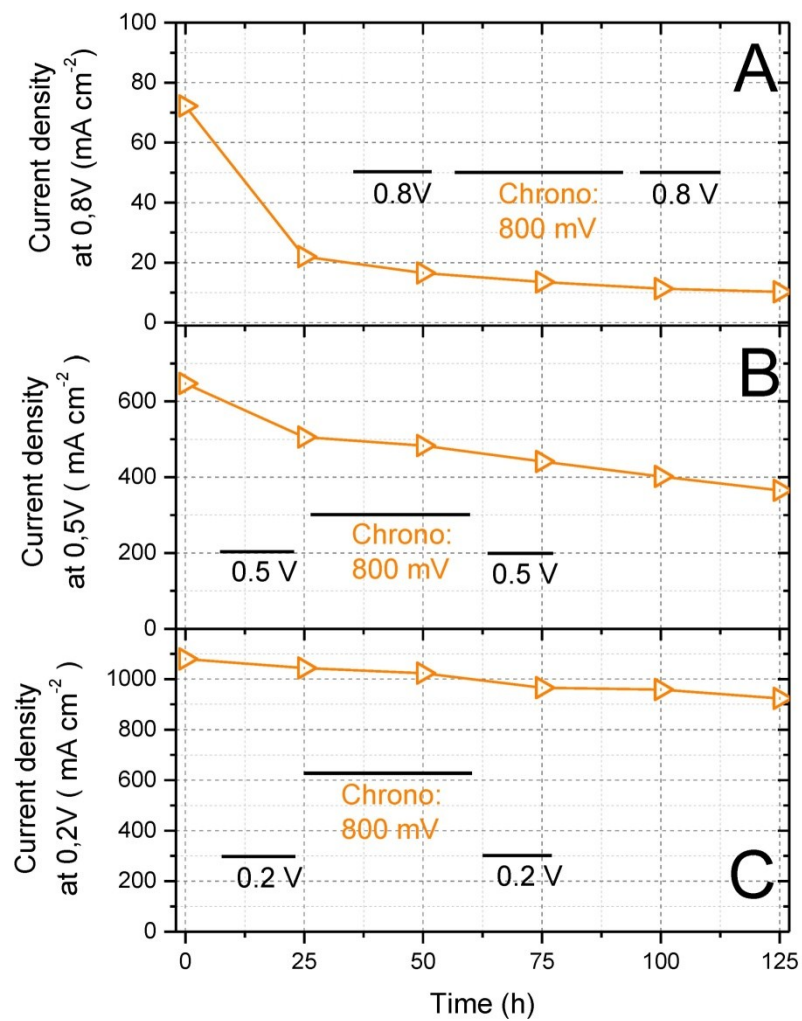 100
80
60
40
20
0
Current density
at 0,8V (mA cm-2)
A
0.8V
Chrono:
800 mV
0.8 V
600
400
200
0
Current density
at 0,5V ( mA cm-2 )
B
Chrono:
800 mV
0.5 V
0.5 V
1000
800
600
400
200
0
Current density
at 0,2V ( mA cm-2 )
Chrono:
800 mV
0.2 V
0.2 V
C
0 25 50 75 100 125
Time (h)